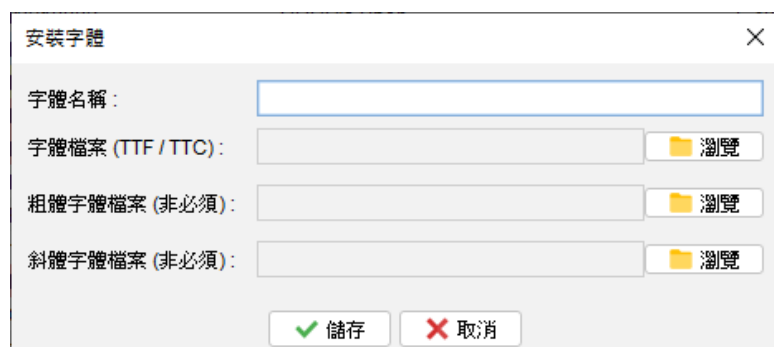 安裝字體
字體名稱 :
字體檔案 (TTF / TTC) : 瀏覽
粗體字體檔案 (非必須) : 瀏覽
斜體字體檔案 (非必須) : 瀏覽
儲存 取消